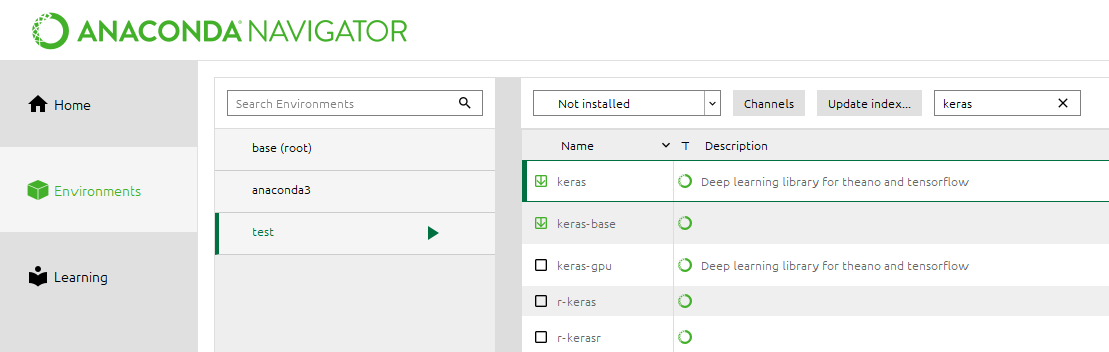 ANACONDA NAVIGATOR
Home
Environments
Learning
Search Environments
base (root)
anaconda3
test
Not installed
Channels
Update index...
keras
Name T Description
keras Deep learning library for theano and tensorflow
keras-base
keras-gpu Deep learning library for theano and tensorflow
r-keras
r-kerasr